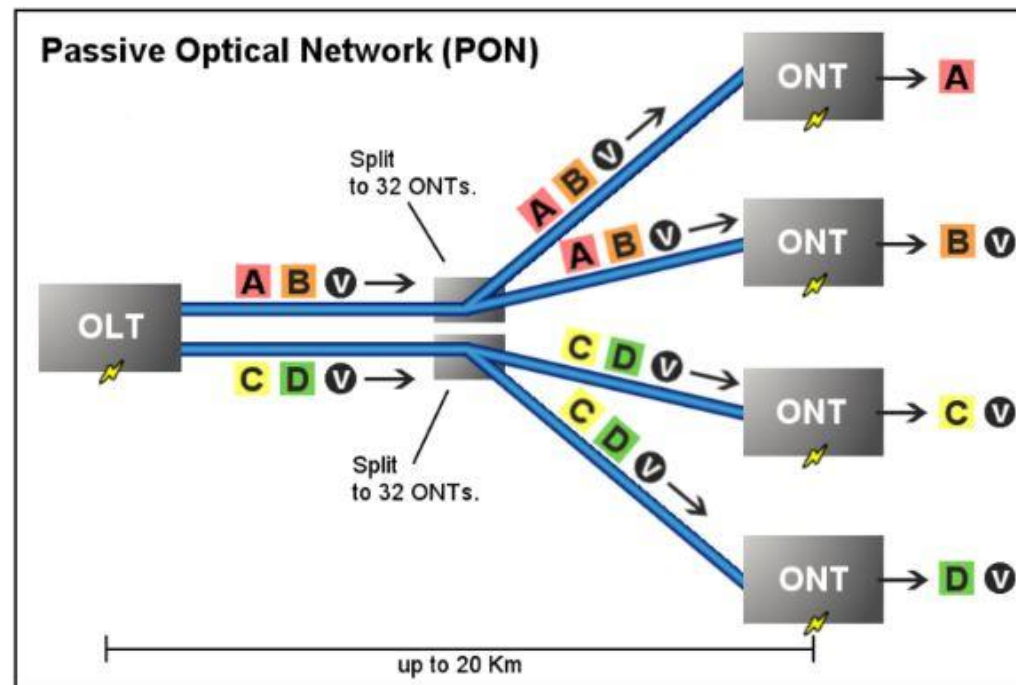 Passive Optical Network (PON)
ONT
A
Split
to 32 ONTs.
A B V
ONT
B V
A B V
A B V
OLT
C D V
C D V
ONT
C V
C D V
Split
to 32 ONTs.
ONT
D V
up to 20 Km